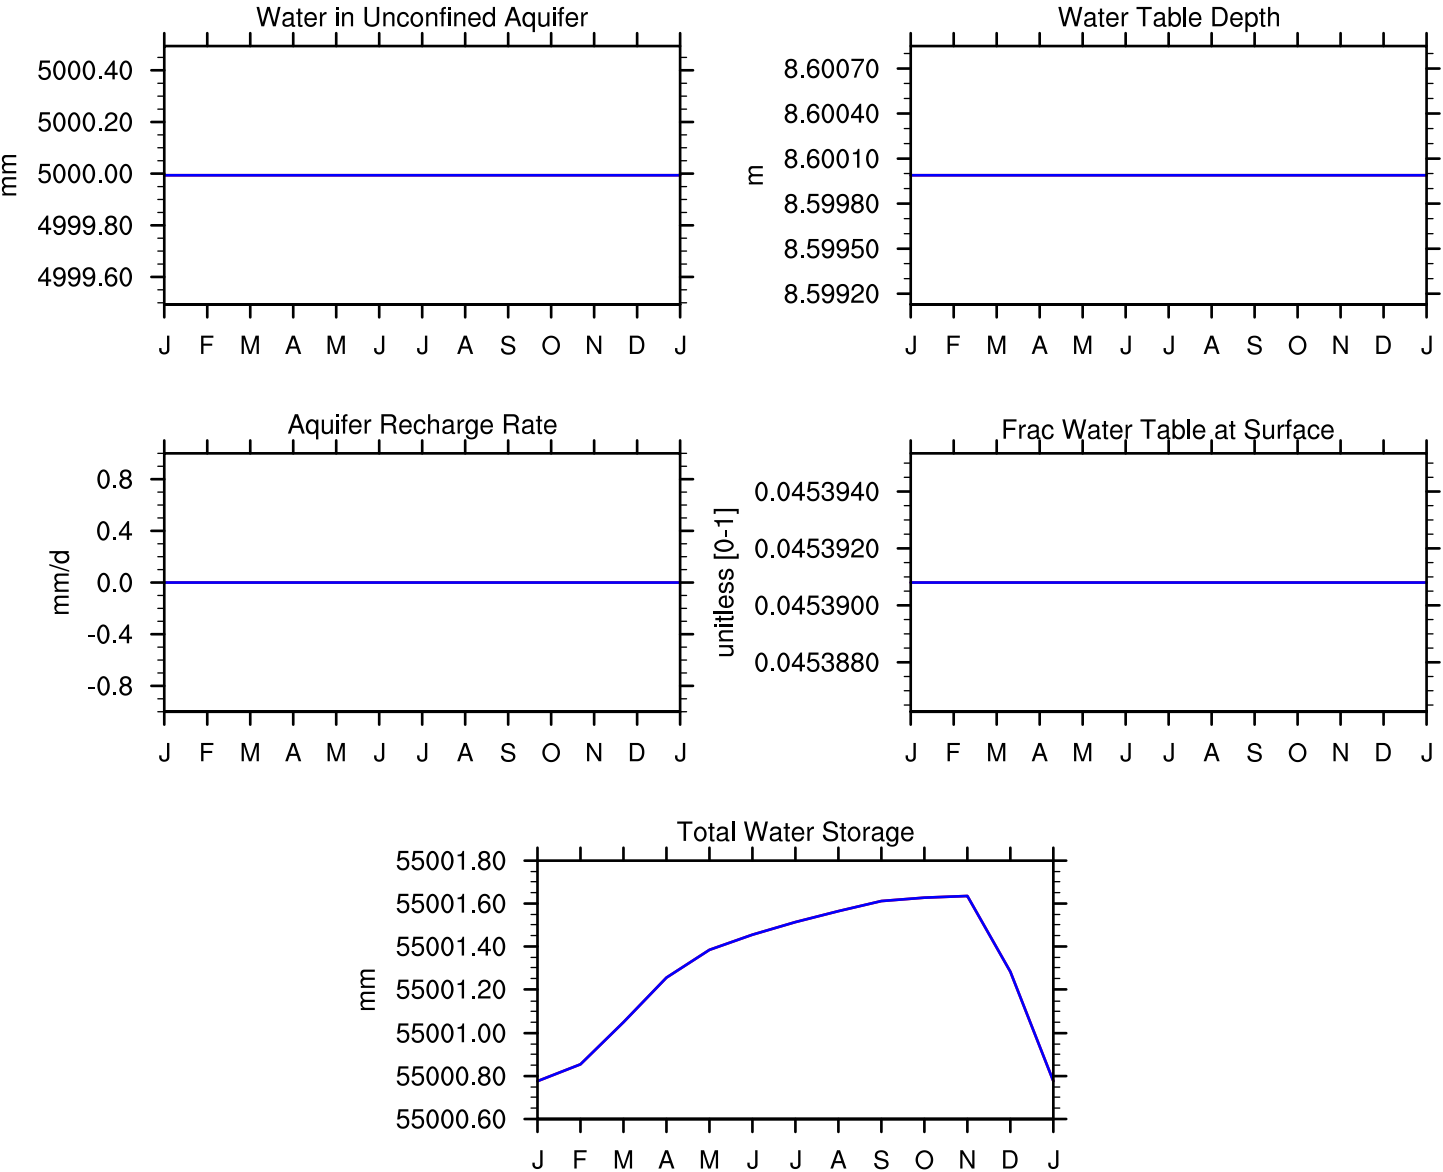 Water in Unconfined Aquifer
5000.40
5000.20
5000.00
4999.80
4999.60
mm
J F M A M J J A S O N D J
Water Table Depth
8.60070
8.60040
8.60010
8.59980
8.59950
8.59920
m
J F M A M J J A S O N D J
Aquifer Recharge Rate
0.8
0.4
0.0
-0.4
-0.8
mm/d
J F M A M J J A S O N D J
Frac Water Table at Surface
0.0453940
0.0453920
0.0453900
0.0453880
unitless [0-1]
J F M A M J J A S O N D J
Total Water Storage
55001.80
55001.60
55001.40
55001.20
55001.00
55000.80
55000.60
mm
J F M A M J J A S O N D J